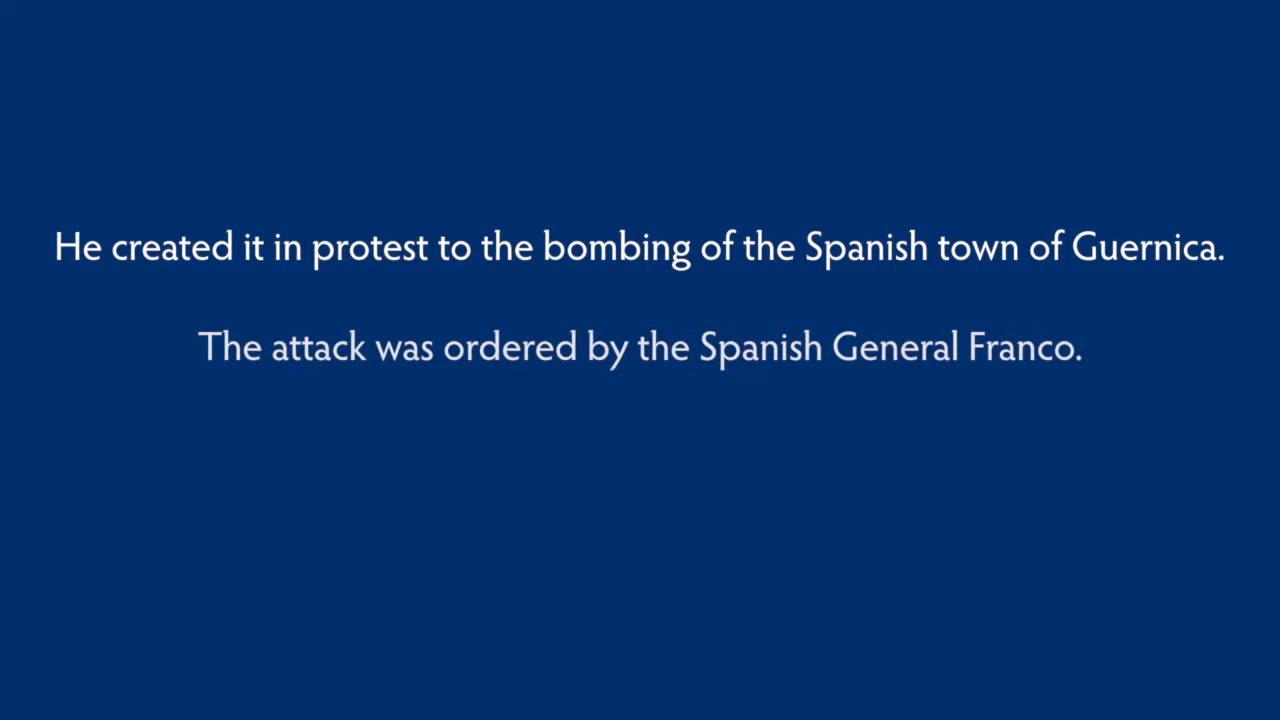 He created it in protest to the bombing of the Spanish town of Guernica.
The attack was ordered by the Spanish General Franco.